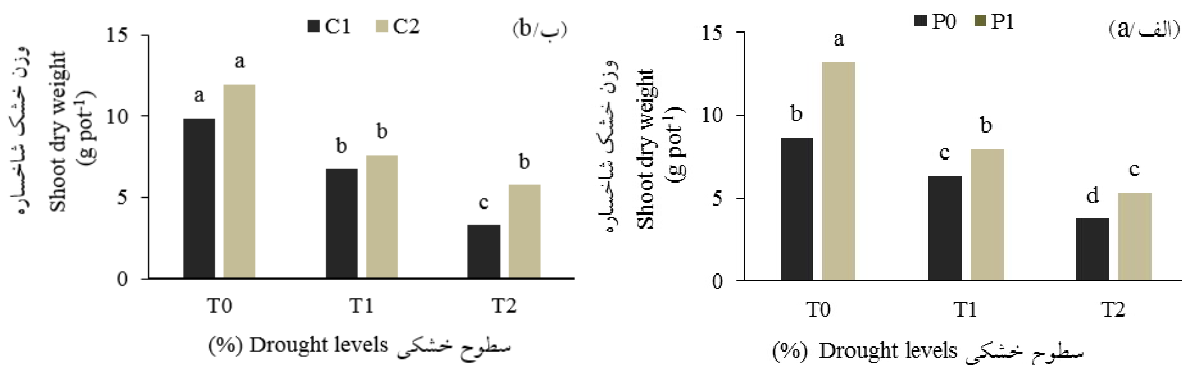 C1 C2
(ب/b)
وزن خشک شاخساره
Shoot dry weight
(g pot⁻¹)
15
10
5
0
a a
b b
c b
T0 T1 T2
سطوح خشکی Drought levels (%)
P0 P1
(الف/a)
وزن خشک شاخساره
Shoot dry weight
(g pot⁻¹)
15
10
5
0
b a
c b
d c
T0 T1 T2
سطوح خشکی Drought levels (%)